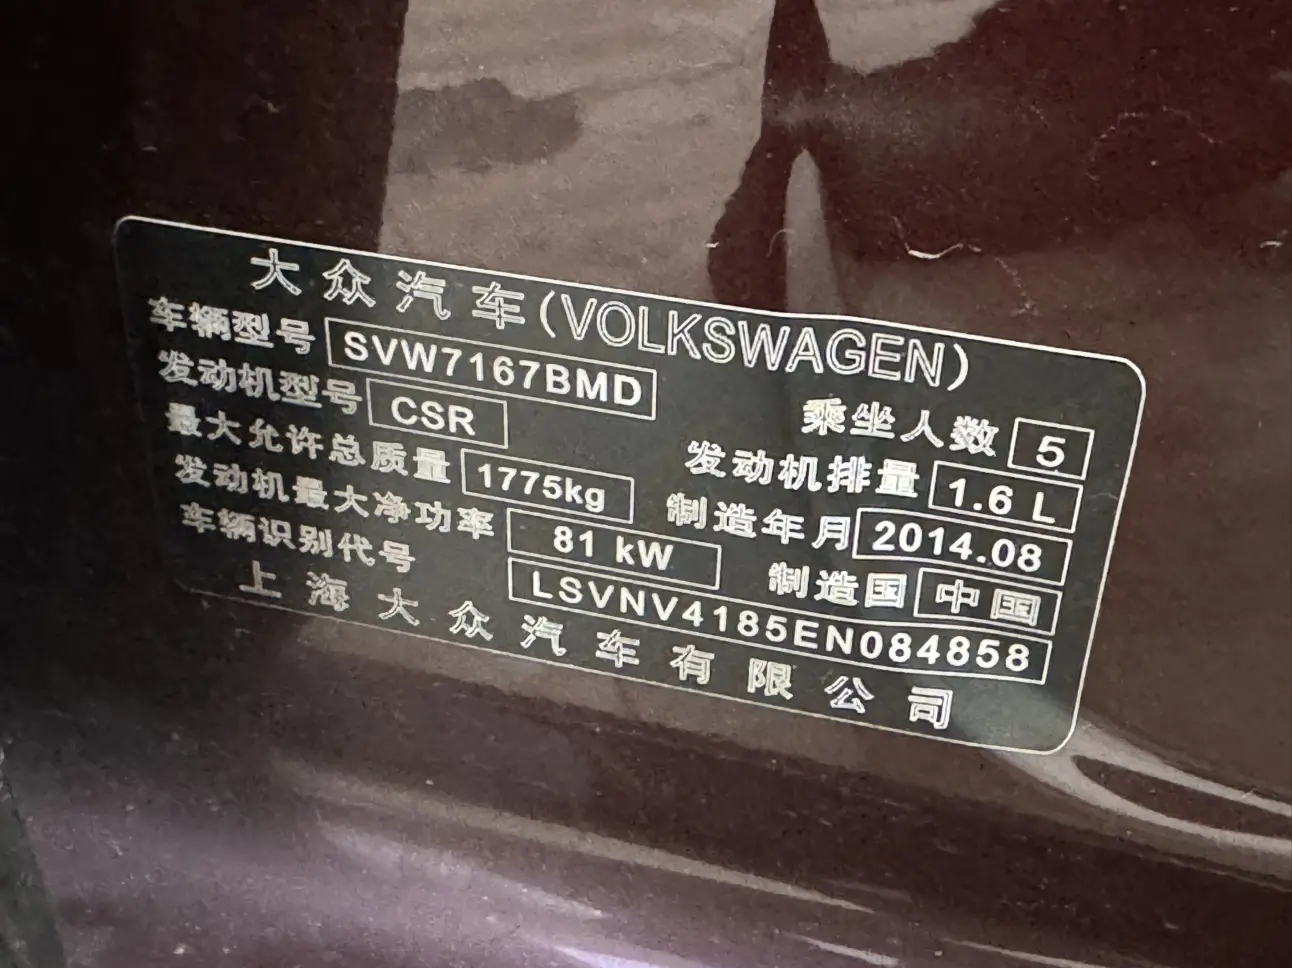 大众汽车(VOLKSWAGEN)
车辆型号 SVW7167BMD
发动机型号 CSR 乘坐人数 5
最大允许总质量 1775kg 发动机排量 1.6 L
发动机最大净功率 81 kW 制造年月 2014.08
车辆识别代号 LSVNV4185EN084858 制造国 中国
上海大众汽车有限公司